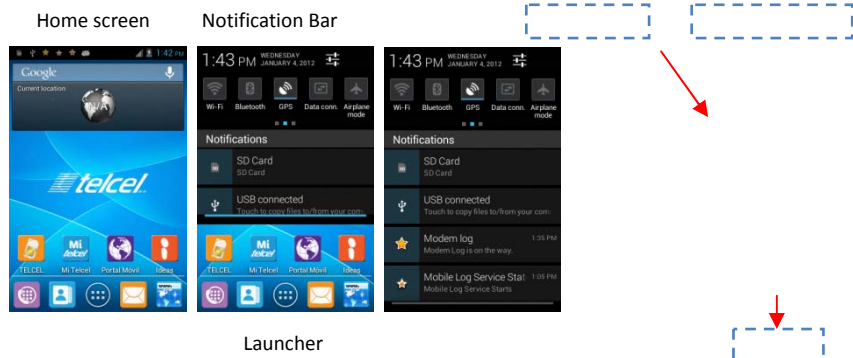 Home screen
Notification Bar
1:42 PM
Google
Current location
N/A
telcel
Mi
telcel
TELCEL
Mi Telcel
Portal Móvil
Ideas
1:43 PM WEDNESDAY
JANUARY 4, 2012
Wi-Fi
Bluetooth
GPS
Data conn.
Airplane
mode
Notifications
SD Card
SD Card
USB connected
Touch to copy files to/from your com
Mi
telcel
TELCEL
Mi Telcel
Portal Móvil
Ideas
1:43 PM WEDNESDAY
JANUARY 4, 2012
Wi-Fi
Bluetooth
GPS
Data conn.
Airplane
mode
Notifications
SD Card
SD Card
USB connected
Touch to copy files to/from your com
Modem log 1:35 PM
Modem Log is on the way.
Mobile Log Service Stat 1:05 PM
Mobile Log Service Starts
Launcher